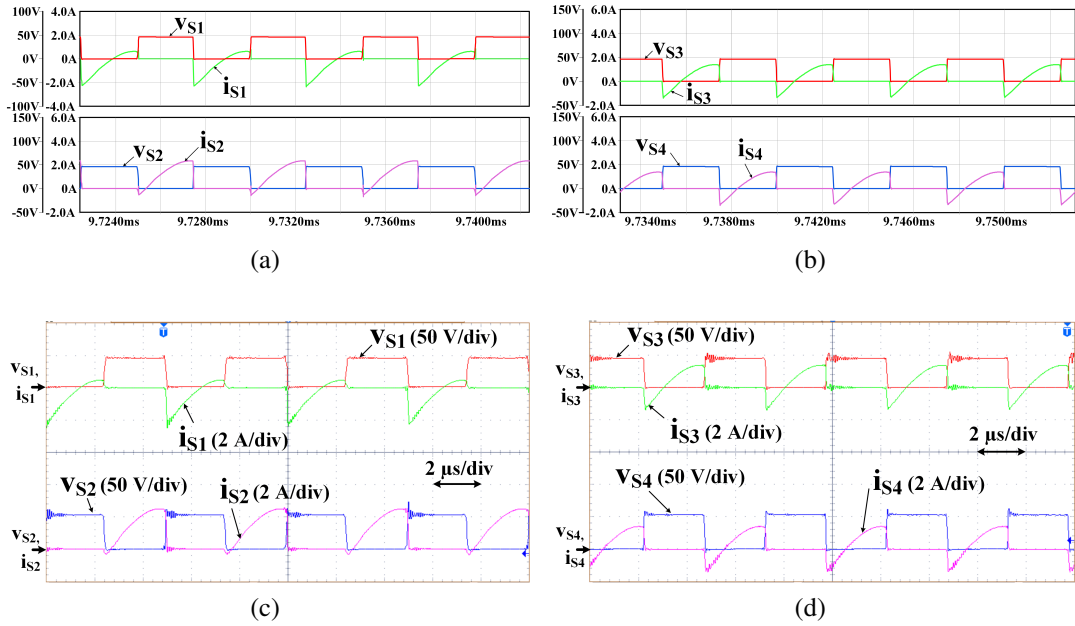 100V 4.0A
50V 2.0A
0V 0A
50V -2.0A
100V -4.0A
vS1
iS1
150V 6.0A
100V 4.0A
50V 2.0A
0V 0A
-50V -2.0A
vS2
iS2
9.7240ms 9.7280ms 9.7320ms 9.7360ms 9.7400ms
(a)
150V 6.0A
100V 4.0A
50V 2.0A
0V 0A
-50V -2.0A
vS3
iS3
150V 6.0A
100V 4.0A
50V 2.0A
0V 0A
-50V -2.0A
vS4
iS4
9.7340ms 9.7380ms 9.7420ms 9.7460ms 9.7500ms
(b)
T
vS1 (50 V/div)
vS1,
iS1
iS1 (2 A/div)
2 µs/div
vS2 (50 V/div)
iS2 (2 A/div)
vS2,
iS2
(c)
T
vS3 (50 V/div)
vS3,
iS3
iS3 (2 A/div)
2 µs/div
vS4 (50 V/div)
iS4 (2 A/div)
vS4,
iS4
(d)